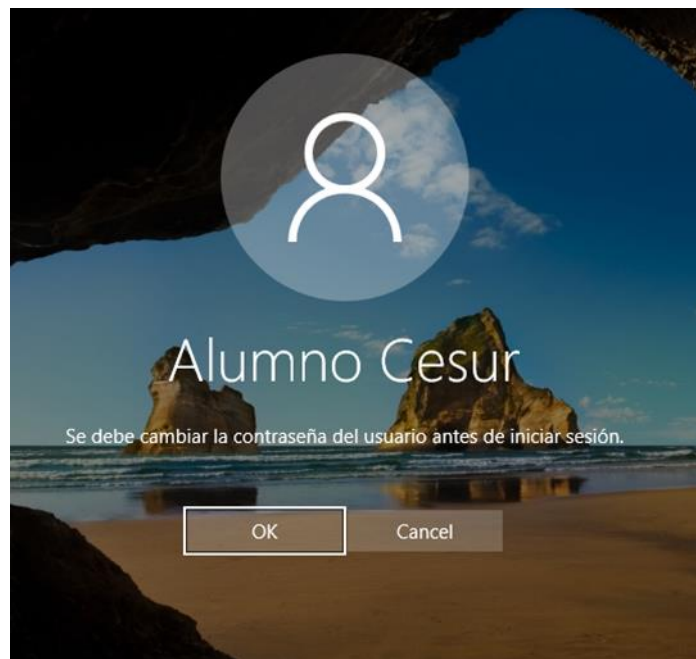 Alumno Cesur
Se debe cambiar la contraseña del usuario antes de iniciar sesión.
OK
Cancel